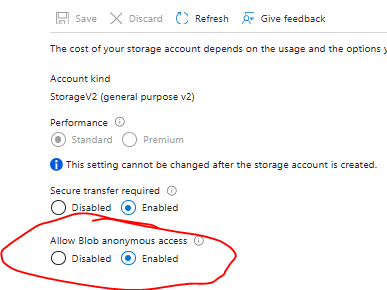 Save Discard Refresh Give feedback
The cost of your storage account depends on the usage and the options y
Account kind
StorageV2 (general purpose v2)
Performance
Standard Premium
This setting cannot be changed after the storage account is created.
Secure transfer required
Disabled Enabled
Allow Blob anonymous access
Disabled Enabled